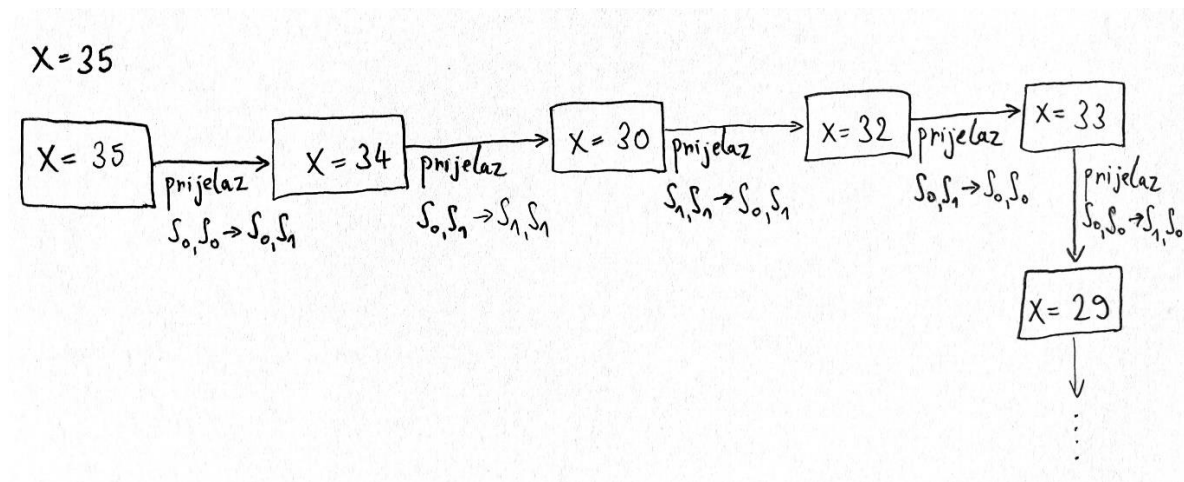 X = 35
X = 35
prijelaz
S₀,S₀ → S₀,S₁
X = 34
prijelaz
S₀,S₁ → S₁,S₁
X = 30
prijelaz
S₁,S₁ → S₀,S₁
X = 32
prijelaz
S₀,S₁ → S₀,S₀
X = 33
prijelaz
S₀,S₀ → S₁,S₀
X = 29